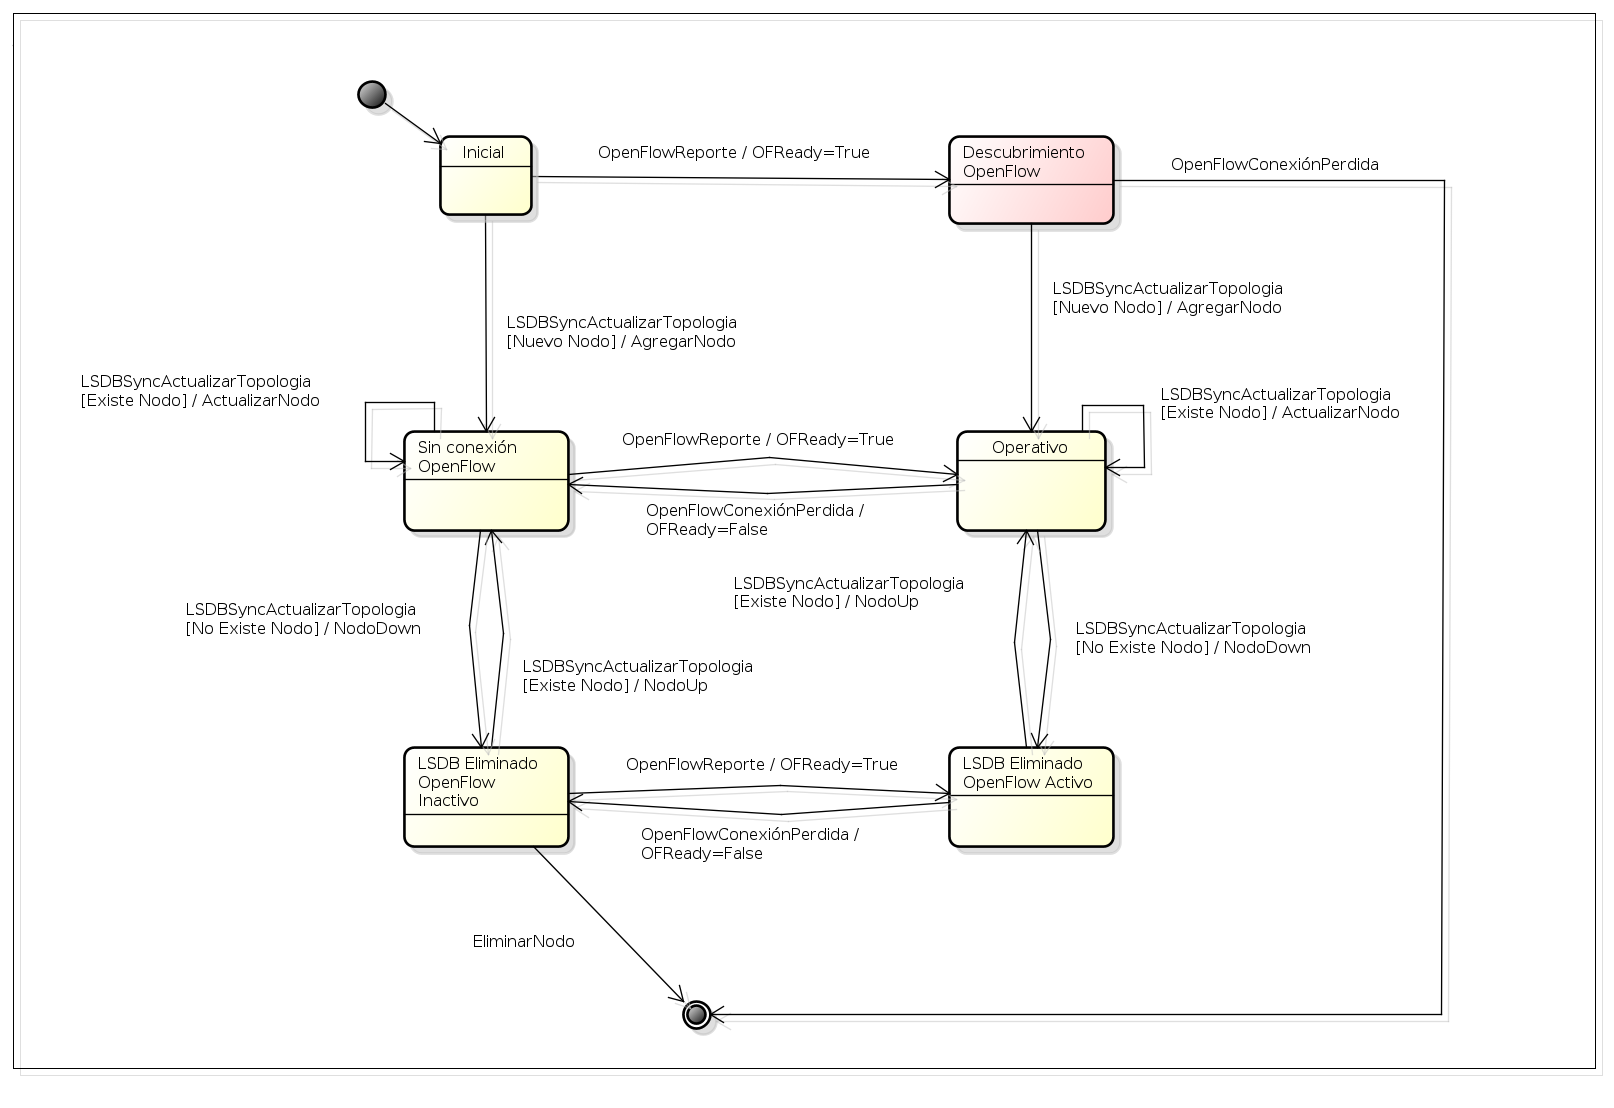 Inicial
OpenFlowReporte / OFReady=True
Descubrimiento
OpenFlow
OpenFlowConexiónPerdida
LSDBSyncActualizarTopologia
[Nuevo Nodo] / AgregarNodo
LSDBSyncActualizarTopologia
[Nuevo Nodo] / AgregarNodo
LSDBSyncActualizarTopologia
[Existe Nodo] / ActualizarNodo
LSDBSyncActualizarTopologia
[Existe Nodo] / ActualizarNodo
Sin conexión
OpenFlow
OpenFlowReporte / OFReady=True
Operativo
OpenFlowConexiónPerdida /
OFReady=False
LSDBSyncActualizarTopologia
[Existe Nodo] / NodoUp
LSDBSyncActualizarTopologia
[No Existe Nodo] / NodoDown
LSDBSyncActualizarTopologia
[No Existe Nodo] / NodoDown
LSDBSyncActualizarTopologia
[Existe Nodo] / NodoUp
LSDB Eliminado
OpenFlow
Inactivo
OpenFlowReporte / OFReady=True
LSDB Eliminado
OpenFlow Activo
OpenFlowConexiónPerdida /
OFReady=False
EliminarNodo